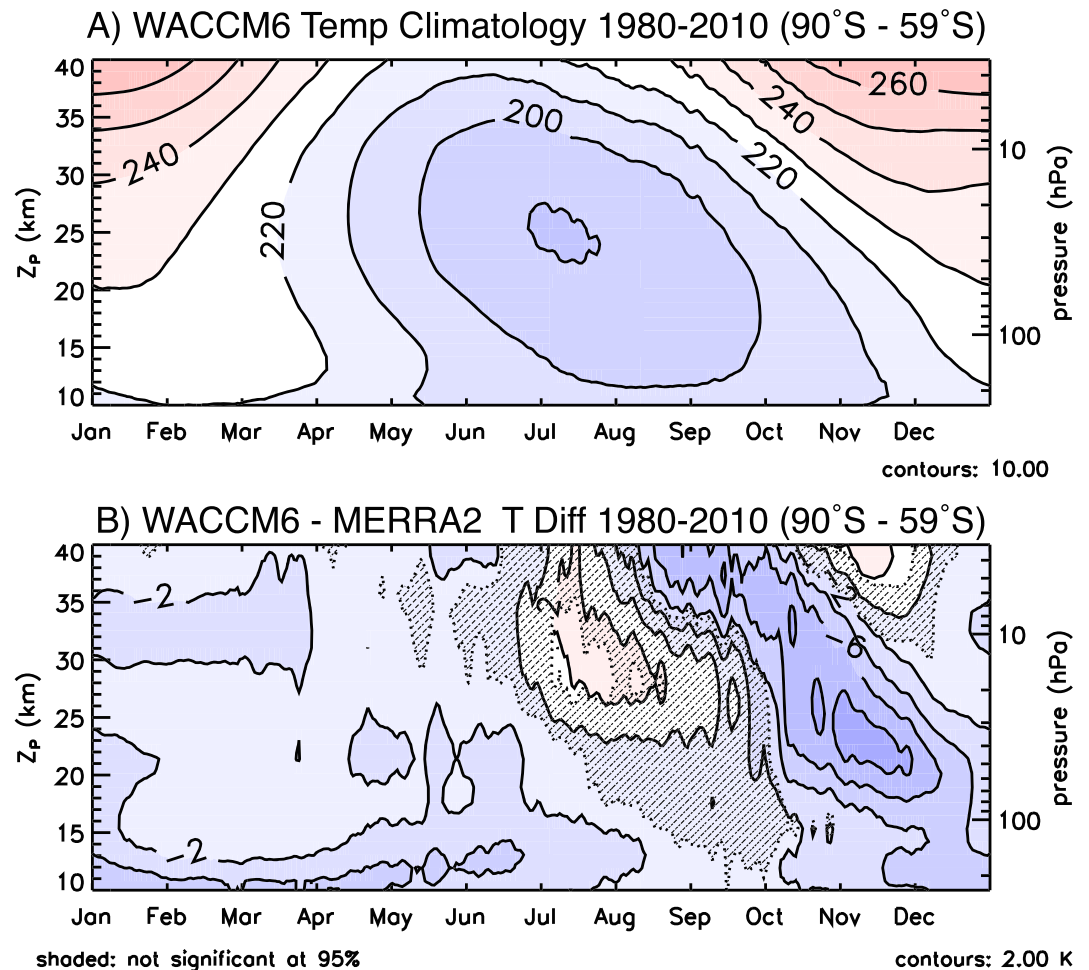 A) WACCM6 Temp Climatology 1980-2010 (90°S - 59°S)
40
35
30
25
20
15
10
Zₚ (km)
240
220
200
220
240
260
10
100
pressure (hPa)
Jan Feb Mar Apr May Jun Jul Aug Sep Oct Nov Dec
contours: 10.00
B) WACCM6 - MERRA2 T Diff 1980-2010 (90°S - 59°S)
40
35
30
25
20
15
10
Zₚ (km)
-2
-2
-6
10
100
pressure (hPa)
Jan Feb Mar Apr May Jun Jul Aug Sep Oct Nov Dec
shaded: not significant at 95%
contours: 2.00 K